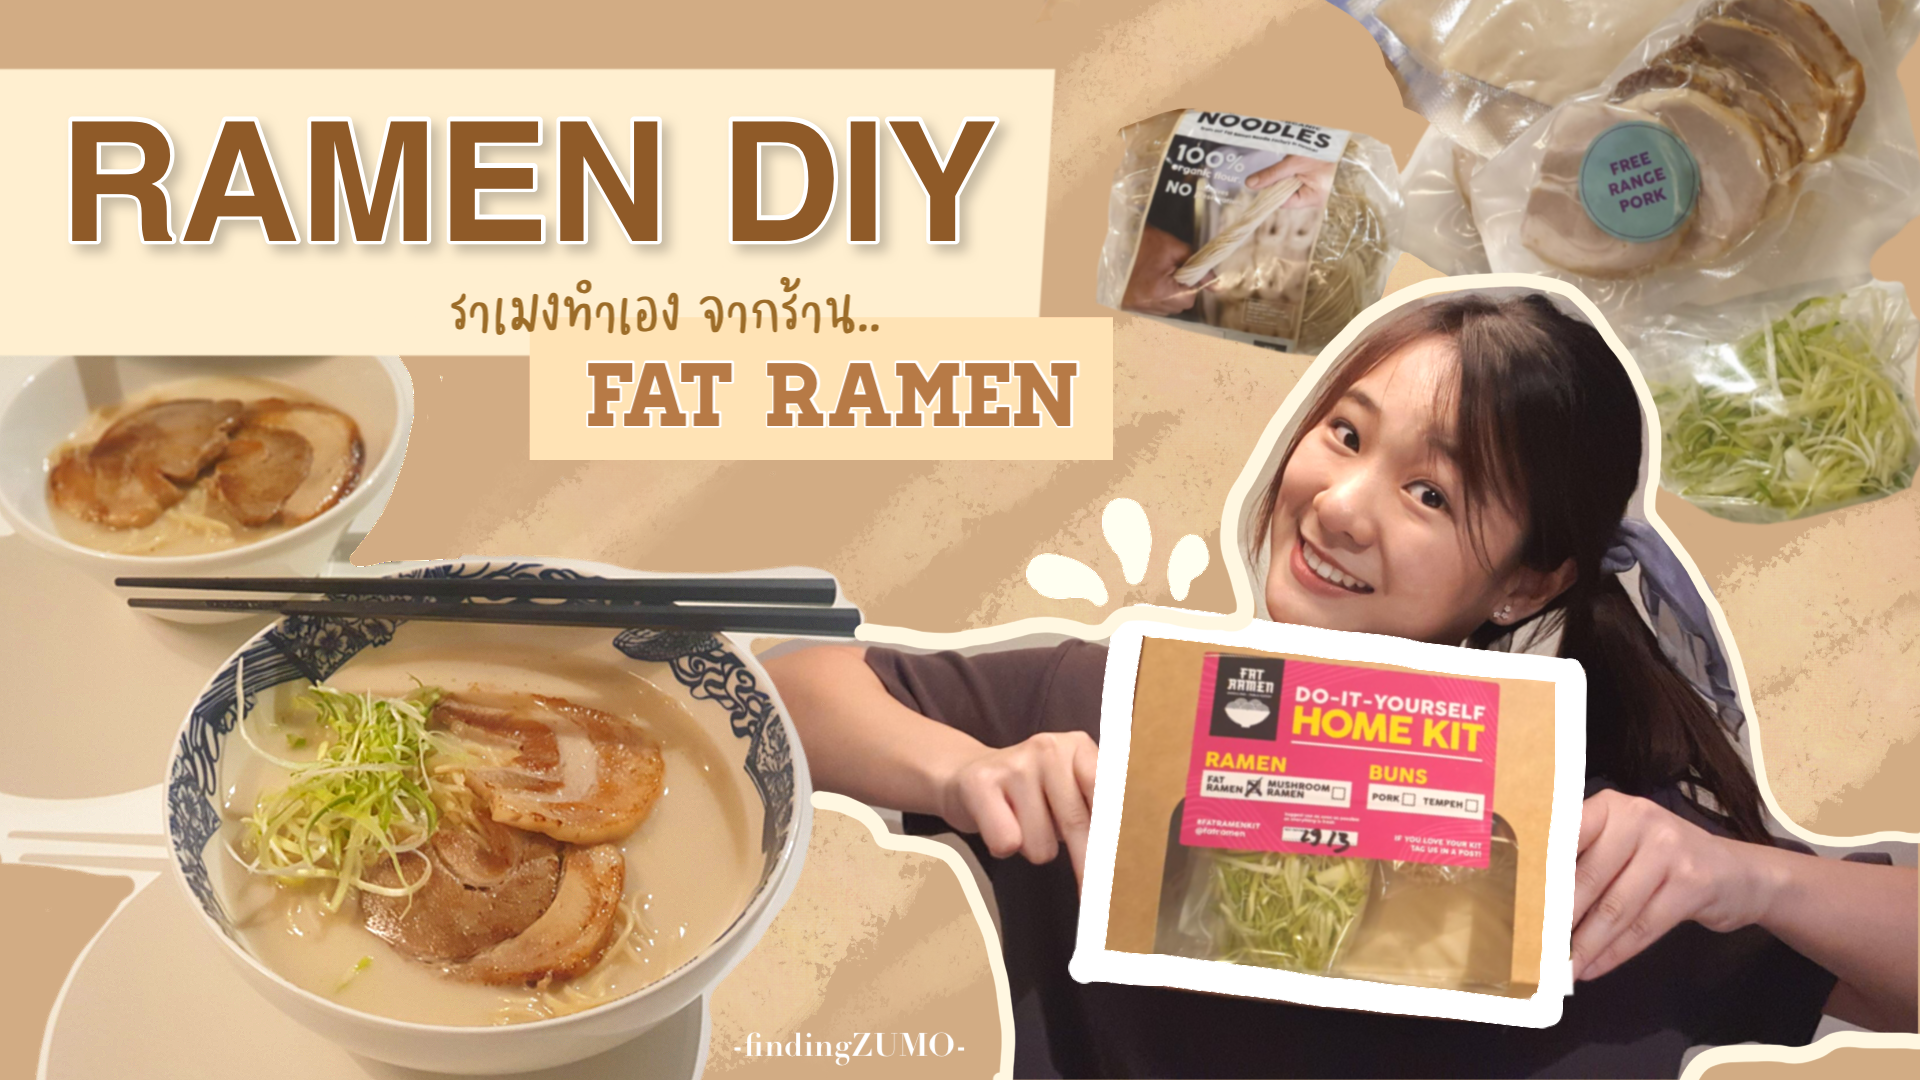 RAMEN DIY
ราเมงทำเอง จากร้าน..
FAT RAMEN
NOODLES
100%
organic flour
NO
FREE
RANGE
PORK
FAT
RAMEN
DO-IT-YOURSELF
HOME KIT
RAMEN
FAT
RAMEN
MUSHROOM
RAMEN
BUNS
PORK
TEMPEH
#FATRAMENKIT
@fatramen
IF YOU LOVE YOUR KIT
TAG US IN A POST!
-findingZUMO-